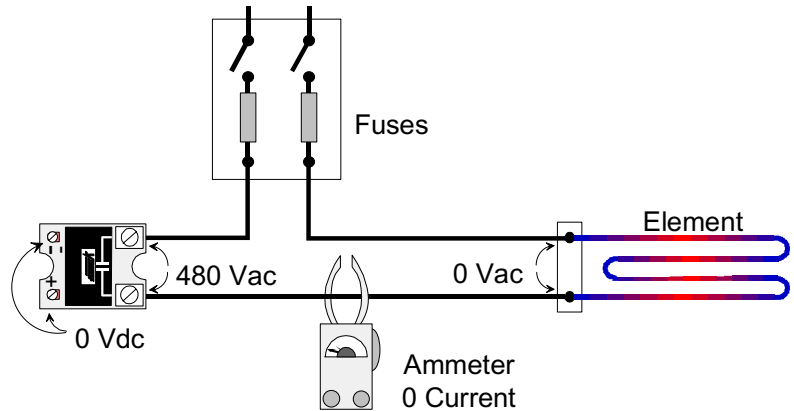 Fuses
Element
480 Vac
0 Vac
0 Vdc
Ammeter
0 Current